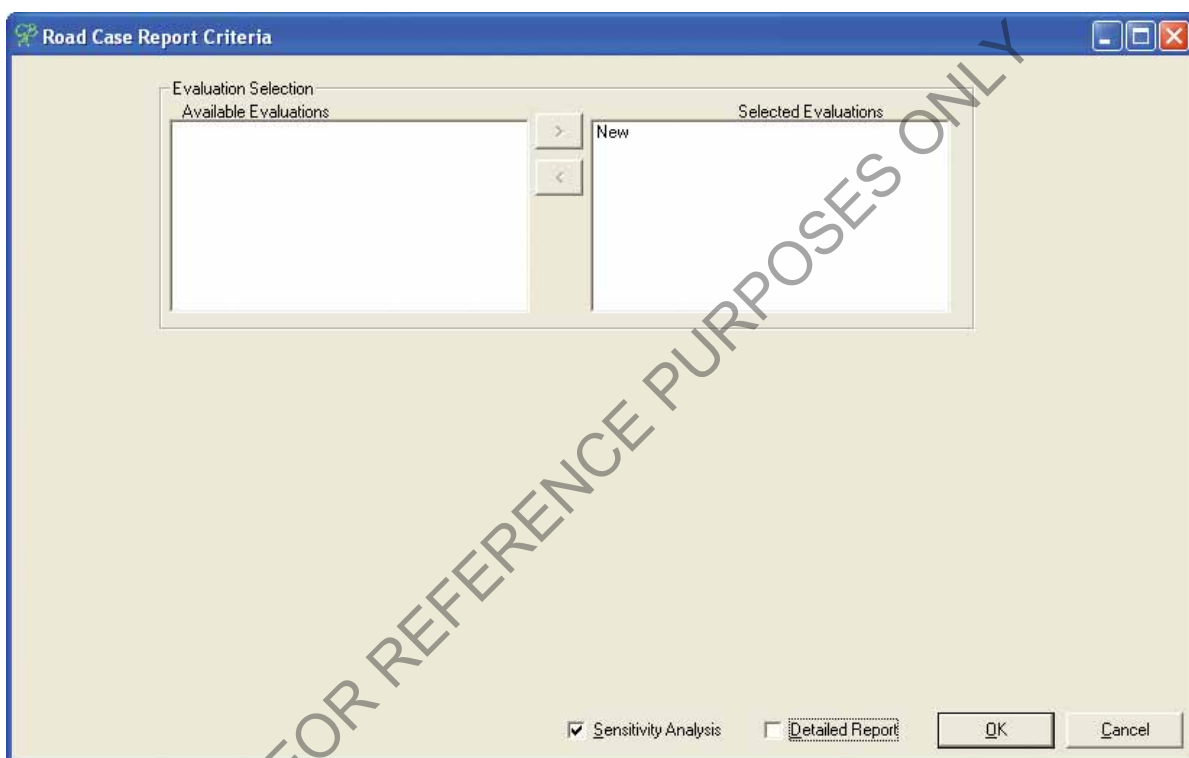 Road Case Report Criteria
Evaluation Selection
Available Evaluations
Selected Evaluations
>
New
<
Sensitivity Analysis
Detailed Report
OK
Cancel
FOR REFERENCE PURPOSES ONLY